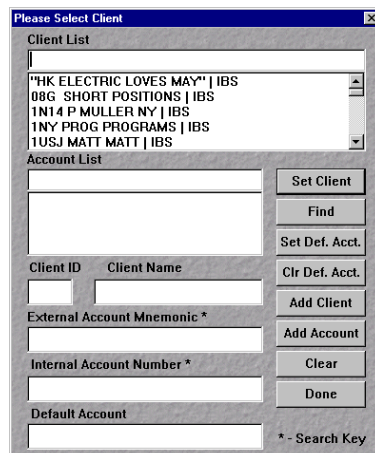 Please Select Client
Client List
"HK ELECTRIC LOVES MAY" | IBS
08G  SHORT POSITIONS | IBS
1N14 P MULLER NY | IBS
1NY PROG PROGRAMS | IBS
1USJ MATT MATT | IBS
Account List
Set Client
Find
Set Def. Acct.
Client ID Client Name
Clr Def. Acct.
Add Client
External Account Mnemonic *
Add Account
Internal Account Number *
Clear
Done
Default Account
* - Search Key